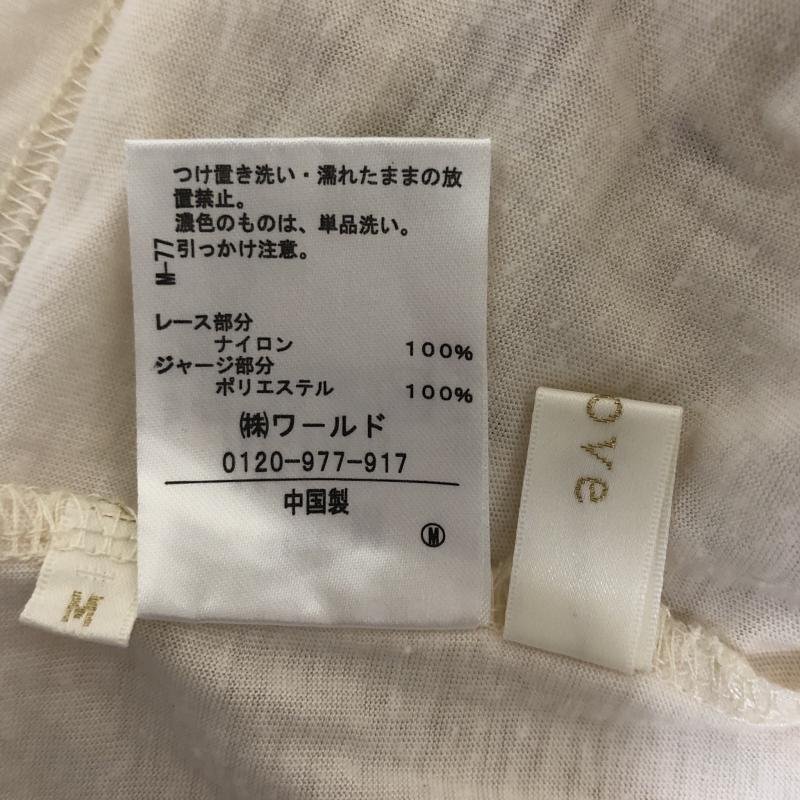 つけ置き洗い・濡れたままの放
置禁止。
濃色のものは、単品洗い。
引っかけ注意。
M-77
レース部分
ナイロン 100%
ジャージ部分
ポリエステル 100%
㈱ワールド
0120-977-917
中国製
Ⓜ
ove
M